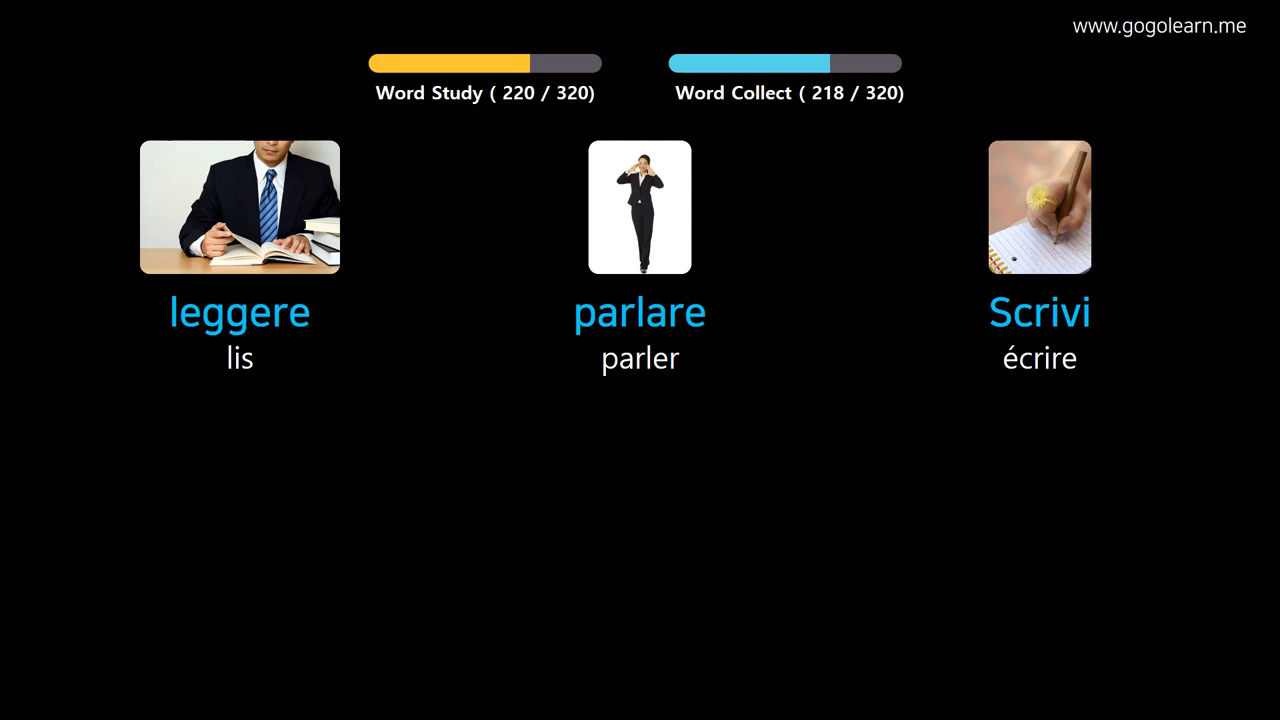 www.gogolearn.me
Word Study ( 220 / 320)
Word Collect ( 218 / 320)
leggere
parlare
Scrivi
lis
parler
écrire